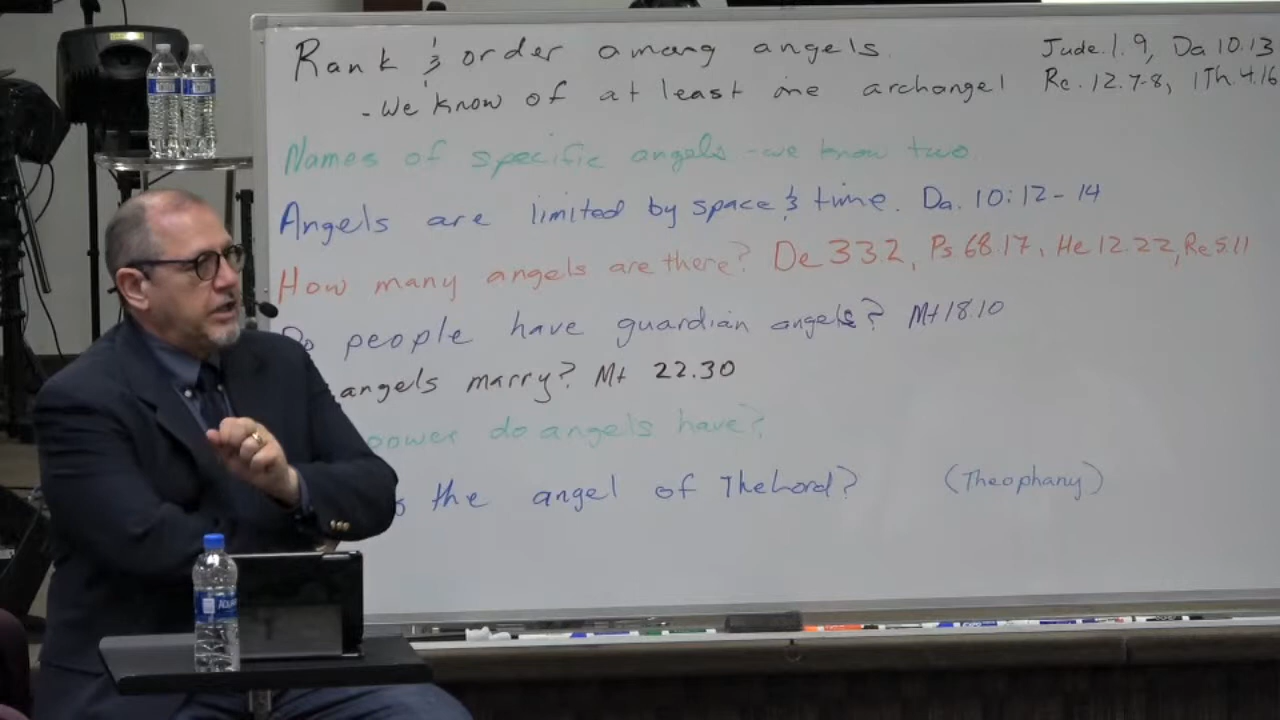 Rank & order among angels. Jude.1.9, Da 10.13
-We know of at least one archangel Re.12.7-8, 1Th.4.16
Names of specific angels - we know two
Angels are limited by space & time. Da. 10:12-14
How many angels are there? De 33.2, Ps 68.17, He 12.22, Re 5.11
people have guardian angels? Mt 18.10
angels marry? Mt 22.30
power do angels have?
the angel of The Lord? (Theophany)